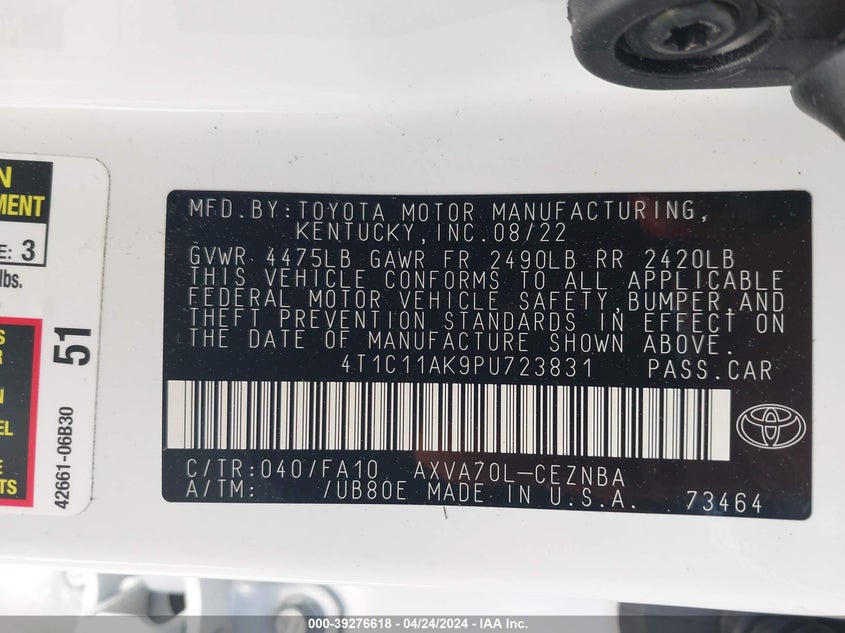 MFD.BY:TOYOTA MOTOR MANUFACTURING,
KENTUCKY,INC.08/22
GVWR 4475LB GAWR FR 2490LB RR 2420LB
THIS VEHICLE CONFORMS TO ALL APPLICABLE
FEDERAL MOTOR VEHICLE SAFETY,BUMPER,AND
THEFT PREVENTION STANDARDS IN EFFECT ON
THE DATE OF MANUFACTURE SHOWN ABOVE.
4T1C11AK9PU723831 PASS.CAR
C/TR:040/FA10 AXVA70L-CEZNBA
A/TM: /UB80E MADE IN U.S.A. 73464
N
MENT
E: 3
lbs.
S
R
N
EL
E
TS
51
42661-06B30
000-39276618 - 04/24/2024 - IAA Inc.